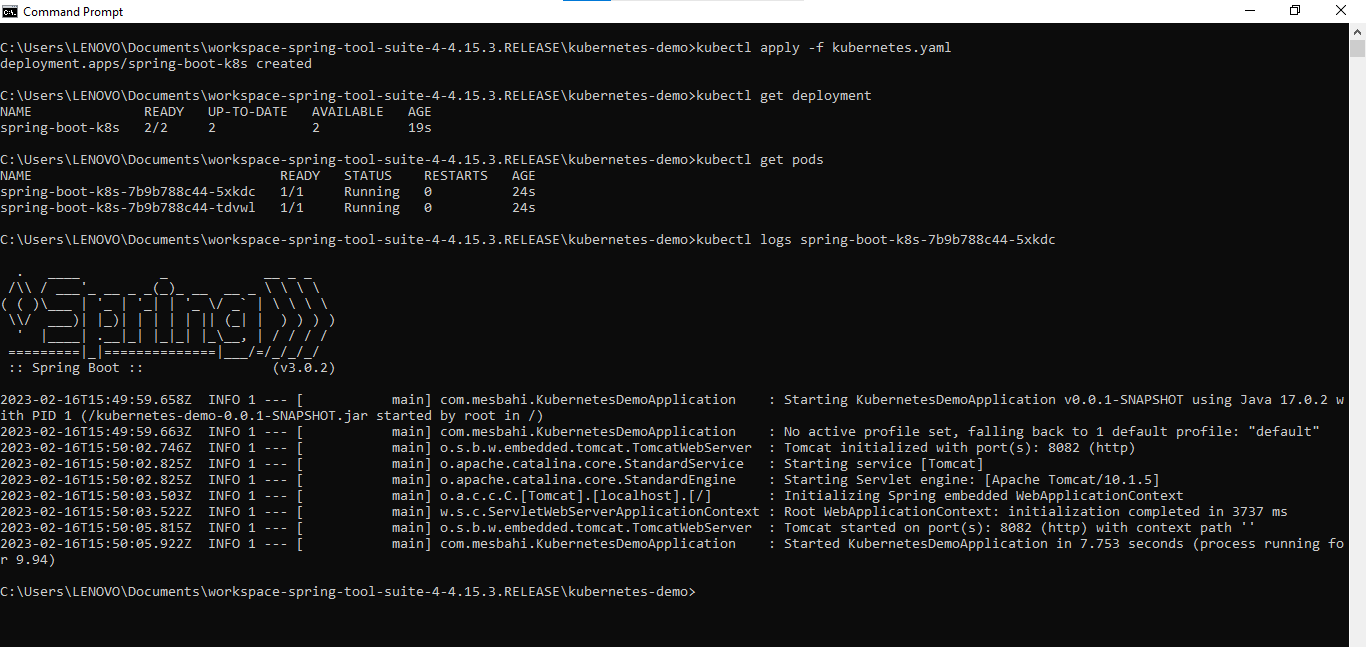 Command Prompt
C:\Users\LENOVO\Documents\workspace-spring-tool-suite-4-4.15.3.RELEASE\kubernetes-demo>kubectl apply -f kubernetes.yaml
deployment.apps/spring-boot-k8s created
C:\Users\LENOVO\Documents\workspace-spring-tool-suite-4-4.15.3.RELEASE\kubernetes-demo>kubectl get deployment
NAME              READY   UP-TO-DATE   AVAILABLE   AGE
spring-boot-k8s   2/2     2            2           19s
C:\Users\LENOVO\Documents\workspace-spring-tool-suite-4-4.15.3.RELEASE\kubernetes-demo>kubectl get pods
NAME                               READY   STATUS    RESTARTS   AGE
spring-boot-k8s-7b9b788c44-5xkdc   1/1     Running   0          24s
spring-boot-k8s-7b9b788c44-tdvwl   1/1     Running   0          24s
C:\Users\LENOVO\Documents\workspace-spring-tool-suite-4-4.15.3.RELEASE\kubernetes-demo>kubectl logs spring-boot-k8s-7b9b788c44-5xkdc
  .   ____          _            __ _ _
 /\\ / ___'_ __ _ _(_)_ __  __ _ \ \ \ \
( ( )\___ | '_ | '_| | '_ \/ _` | \ \ \ \
 \\/  ___)| |_)| | | | | || (_| |  ) ) ) )
  '  |____| .__|_| |_|_| |_\__, | / / / /
 =========|_|==============|___/=/_/_/_/
 :: Spring Boot ::                (v3.0.2)
2023-02-16T15:49:59.658Z  INFO 1 --- [           main] com.mesbahi.KubernetesDemoApplication    : Starting KubernetesDemoApplication v0.0.1-SNAPSHOT using Java 17.0.2 w
ith PID 1 (/kubernetes-demo-0.0.1-SNAPSHOT.jar started by root in /)
2023-02-16T15:49:59.663Z  INFO 1 --- [           main] com.mesbahi.KubernetesDemoApplication    : No active profile set, falling back to 1 default profile: "default"
2023-02-16T15:50:02.746Z  INFO 1 --- [           main] o.s.b.w.embedded.tomcat.TomcatWebServer  : Tomcat initialized with port(s): 8082 (http)
2023-02-16T15:50:02.825Z  INFO 1 --- [           main] o.apache.catalina.core.StandardService   : Starting service [Tomcat]
2023-02-16T15:50:02.825Z  INFO 1 --- [           main] o.apache.catalina.core.StandardEngine    : Starting Servlet engine: [Apache Tomcat/10.1.5]
2023-02-16T15:50:03.503Z  INFO 1 --- [           main] o.a.c.c.C.[Tomcat].[localhost].[/]       : Initializing Spring embedded WebApplicationContext
2023-02-16T15:50:03.522Z  INFO 1 --- [           main] w.s.c.ServletWebServerApplicationContext : Root WebApplicationContext: initialization completed in 3737 ms
2023-02-16T15:50:05.815Z  INFO 1 --- [           main] o.s.b.w.embedded.tomcat.TomcatWebServer  : Tomcat started on port(s): 8082 (http) with context path ''
2023-02-16T15:50:05.922Z  INFO 1 --- [           main] com.mesbahi.KubernetesDemoApplication    : Started KubernetesDemoApplication in 7.753 seconds (process running fo
r 9.94)
C:\Users\LENOVO\Documents\workspace-spring-tool-suite-4-4.15.3.RELEASE\kubernetes-demo>